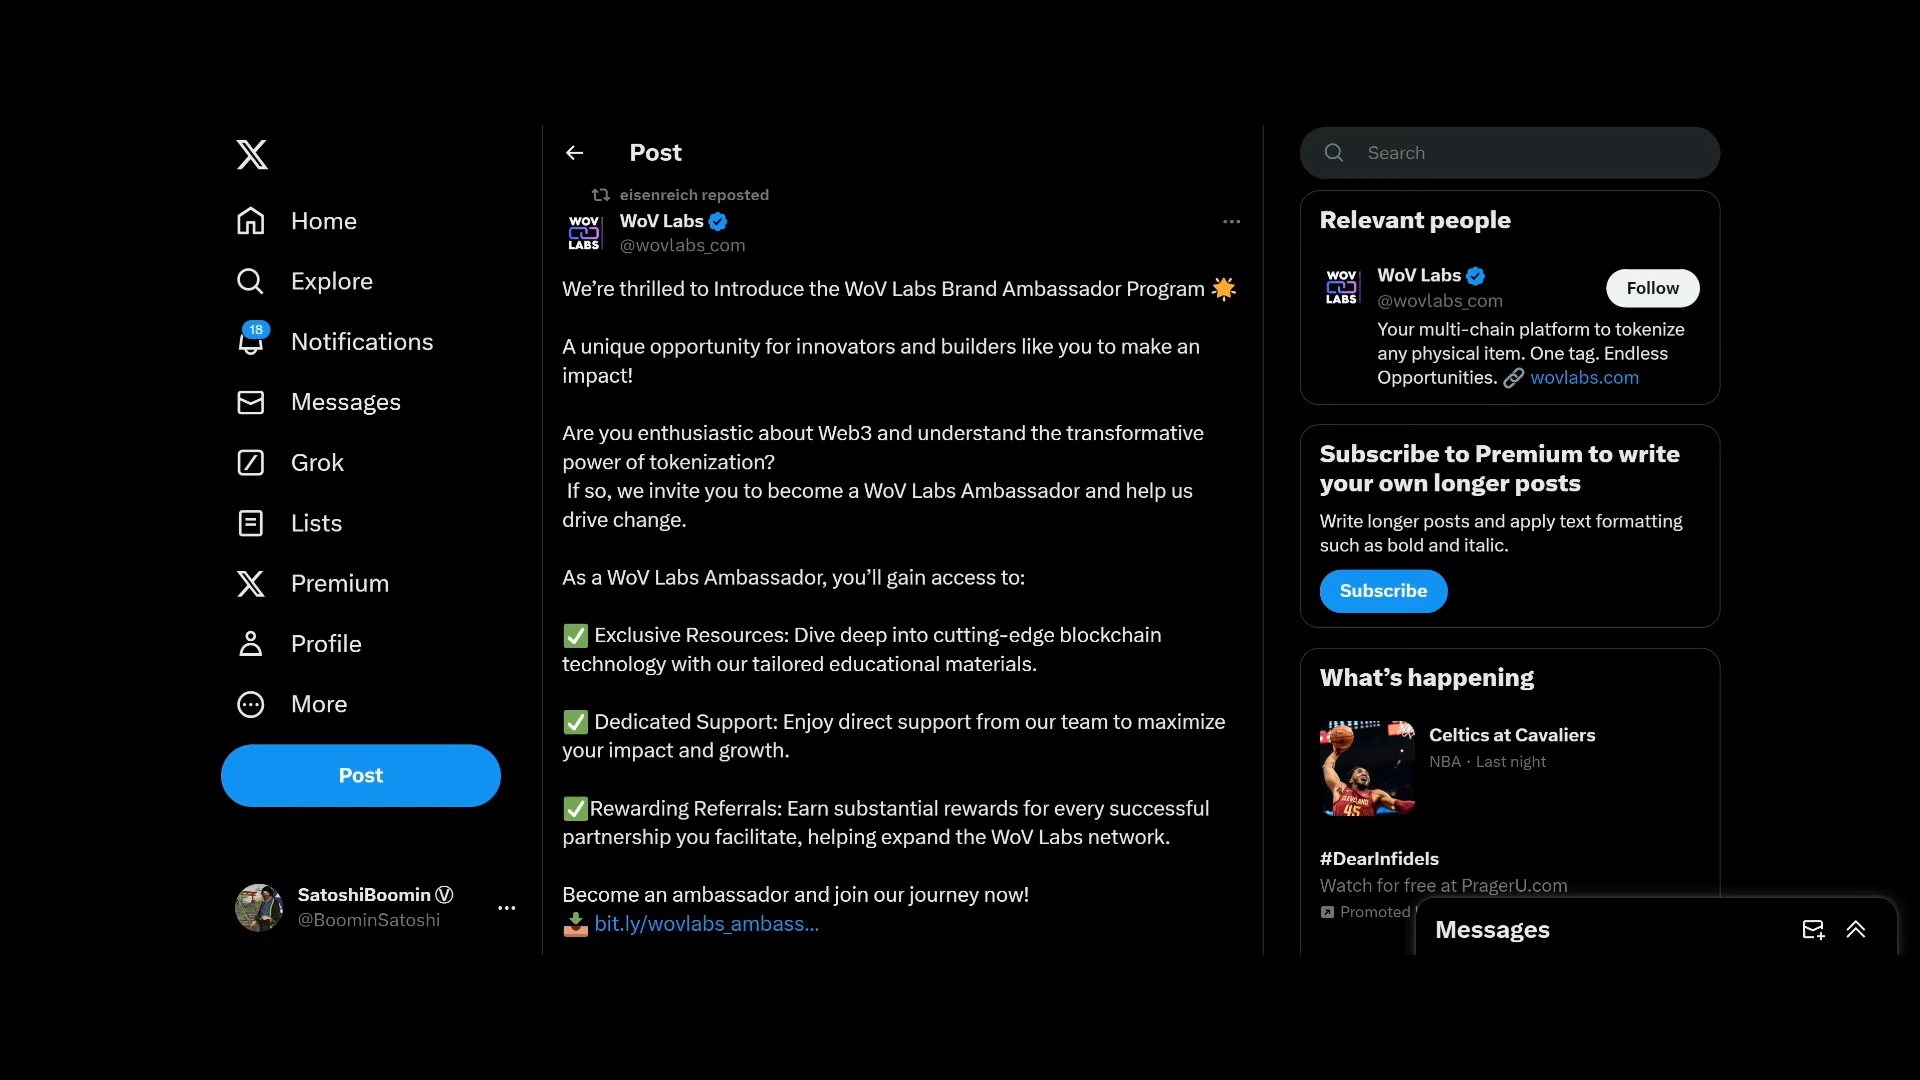 Home
Explore
18
Notifications
Messages
Grok
Lists
Premium
Profile
More
Post
SatoshiBoomin Ⓥ
@BoominSatoshi
Post
eisenreich reposted
WOV LABS
WoV Labs
@wovlabs_com
We’re thrilled to Introduce the WoV Labs Brand Ambassador Program 🌟
A unique opportunity for innovators and builders like you to make an
impact!
Are you enthusiastic about Web3 and understand the transformative
power of tokenization?
If so, we invite you to become a WoV Labs Ambassador and help us
drive change.
As a WoV Labs Ambassador, you’ll gain access to:
✅ Exclusive Resources: Dive deep into cutting-edge blockchain
technology with our tailored educational materials.
✅ Dedicated Support: Enjoy direct support from our team to maximize
your impact and growth.
✅Rewarding Referrals: Earn substantial rewards for every successful
partnership you facilitate, helping expand the WoV Labs network.
Become an ambassador and join our journey now!
📥 bit.ly/wovlabs_ambass…
Search
Relevant people
WOV LABS
WoV Labs
@wovlabs_com
Follow
Your multi-chain platform to tokenize
any physical item. One tag. Endless
Opportunities. 🔗 wovlabs.com
Subscribe to Premium to write
your own longer posts
Write longer posts and apply text formatting
such as bold and italic.
Subscribe
What’s happening
Celtics at Cavaliers
NBA · Last night
CLEVELAND
45
#DearInfidels
Watch for free at PragerU.com
Promoted
Messages